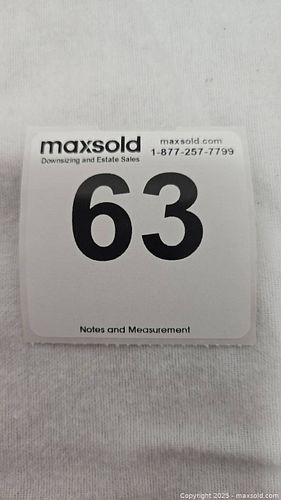 maxsold
Downsizing and Estate Sales
maxsold.com
1-877-257-7799
63
Notes and Measurement
Copyright 2025 - maxsold.com